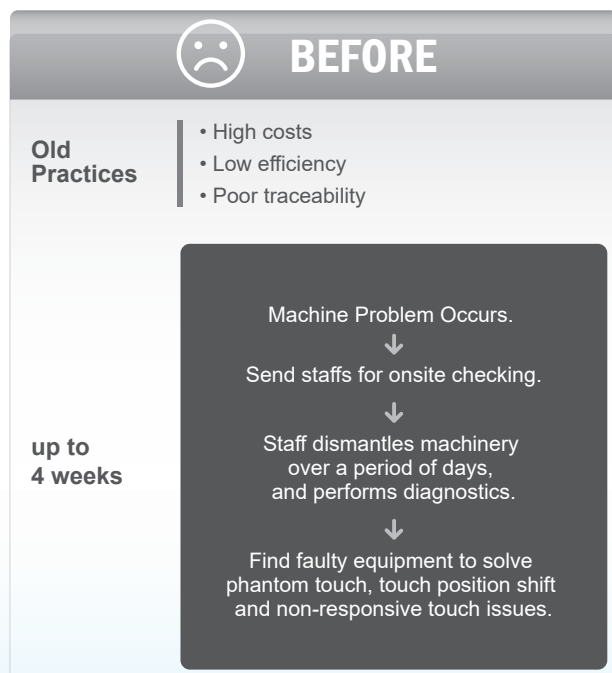 BEFORE
Old
Practices
• High costs
• Low efficiency
• Poor traceability
up to
4 weeks
Machine Problem Occurs.
↓
Send staffs for onsite checking.
↓
Staff dismantles machinery
over a period of days,
and performs diagnostics.
↓
Find faulty equipment to solve
phantom touch, touch position shift
and non-responsive touch issues.